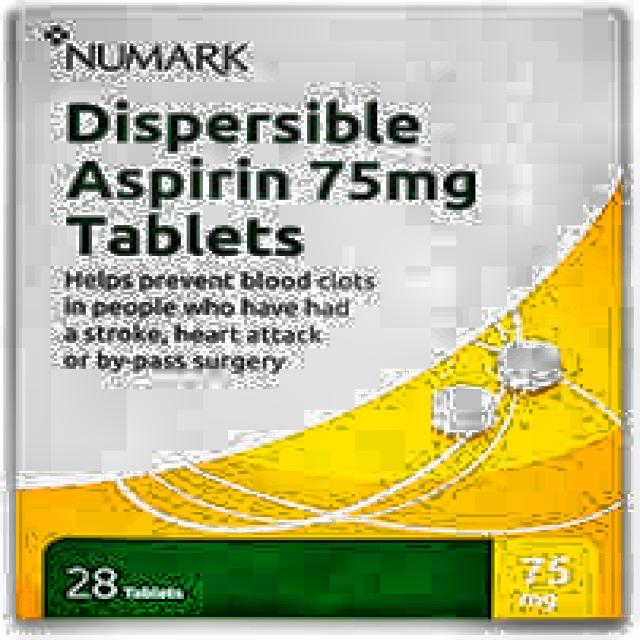 NUMARK
Dispersible
Aspirin 75mg
Tablets
Helps prevent blood clots
in people who have had
a stroke, heart attack
or by-pass surgery
28 Tablets
75
mg